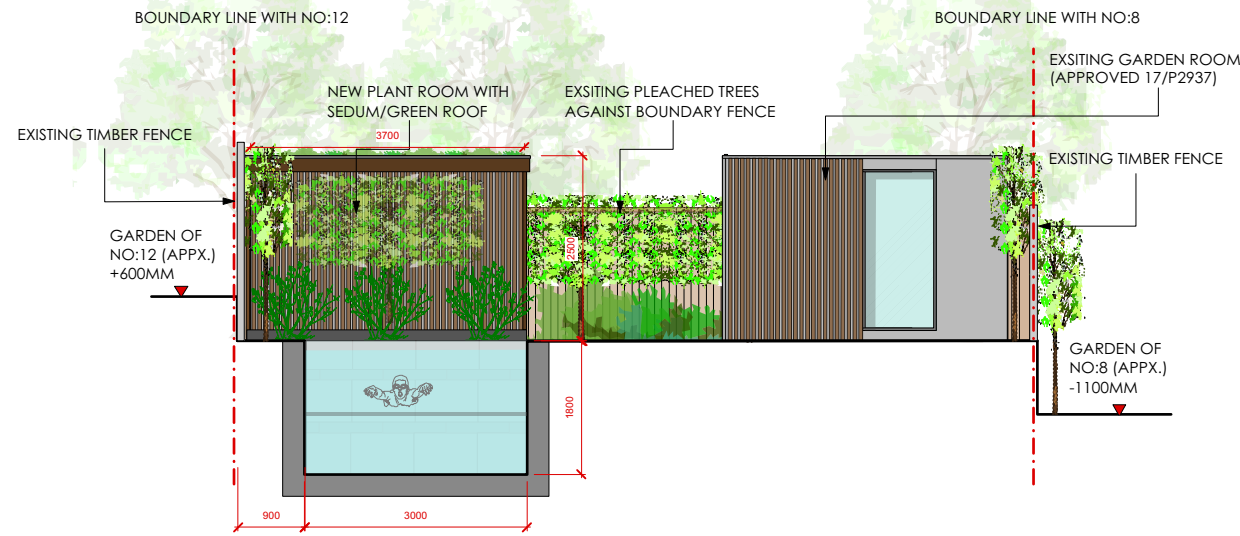 BOUNDARY LINE WITH NO:12
BOUNDARY LINE WITH NO:8
EXSITING GARDEN ROOM
(APPROVED 17/P2937)
NEW PLANT ROOM WITH
SEDUM/GREEN ROOF
EXSITING PLEACHED TREES
AGAINST BOUNDARY FENCE
EXISTING TIMBER FENCE
3700
EXISTING TIMBER FENCE
GARDEN OF
NO:12 (APPX.)
+600MM
2500
GARDEN OF
NO:8 (APPX.)
-1100MM
1800
900
3000